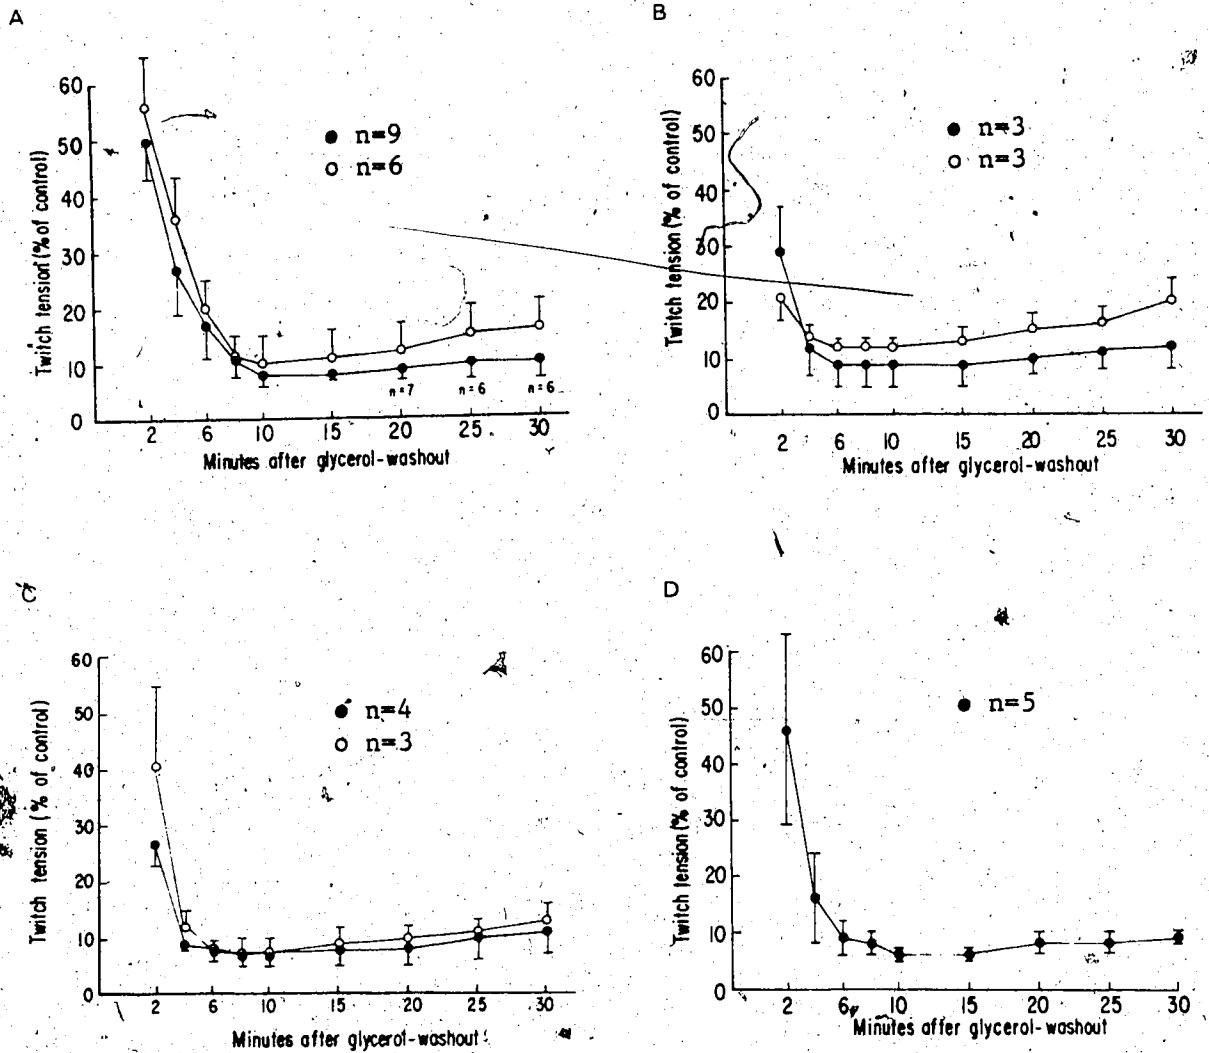 A
60
50
40
30
20
10
0
Twitch tension (% of control)
● n=9
○ n=6
n=7
n=6
n=6
2 6 10 15 20 25 30
Minutes after glycerol-washout
B
60
50
40
30
20
10
0
Twitch tension (% of control)
● n=3
○ n=3
2 6 10 15 20 25 30
Minutes after glycerol-washout
C
60
50
40
30
20
10
0
Twitch tension (% of control)
● n=4
○ n=3
2 6 10 15 20 25 30
Minutes after glycerol-washout
D
60
50
40
30
20
10
0
Twitch tension (% of control)
● n=5
2 6 10 15 20 25 30
Minutes after glycerol-washout